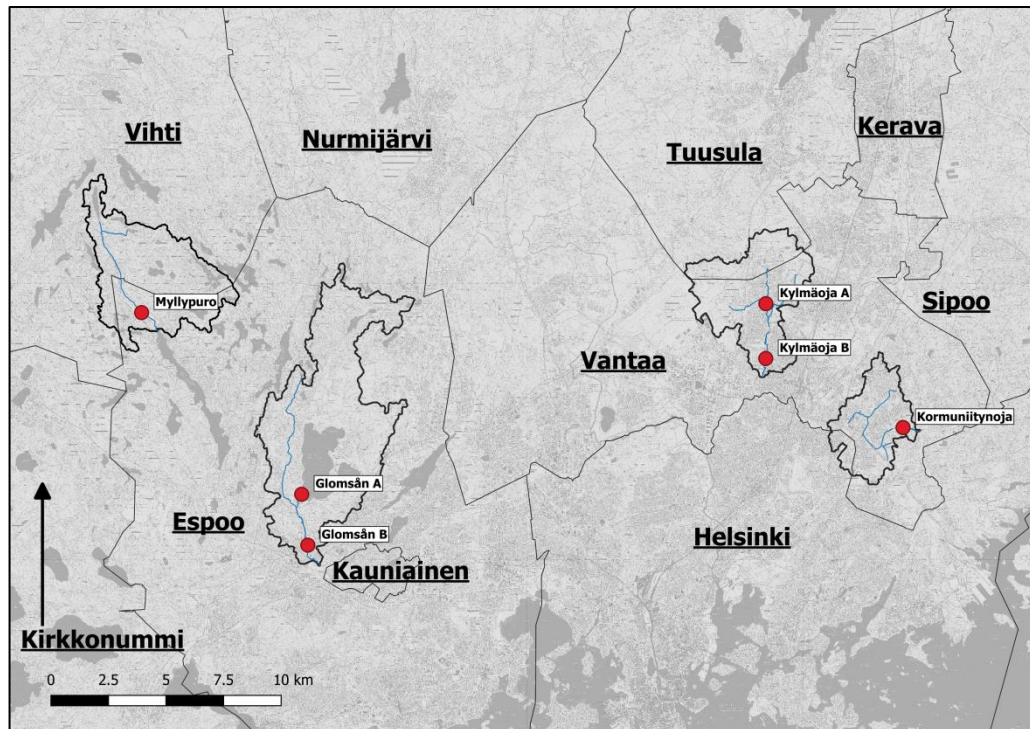 Vihti
Nurmijärvi
Tuusula
Kerava
Myllypuro
Kylmäoja A
Sipoo
Kylmäoja B
Vantaa
Kormuniitynoja
Glomsån A
Espoo
Glomsån B
Helsinki
Kauniainen
Kirkkonummi
0 2.5 5 7.5 10 km